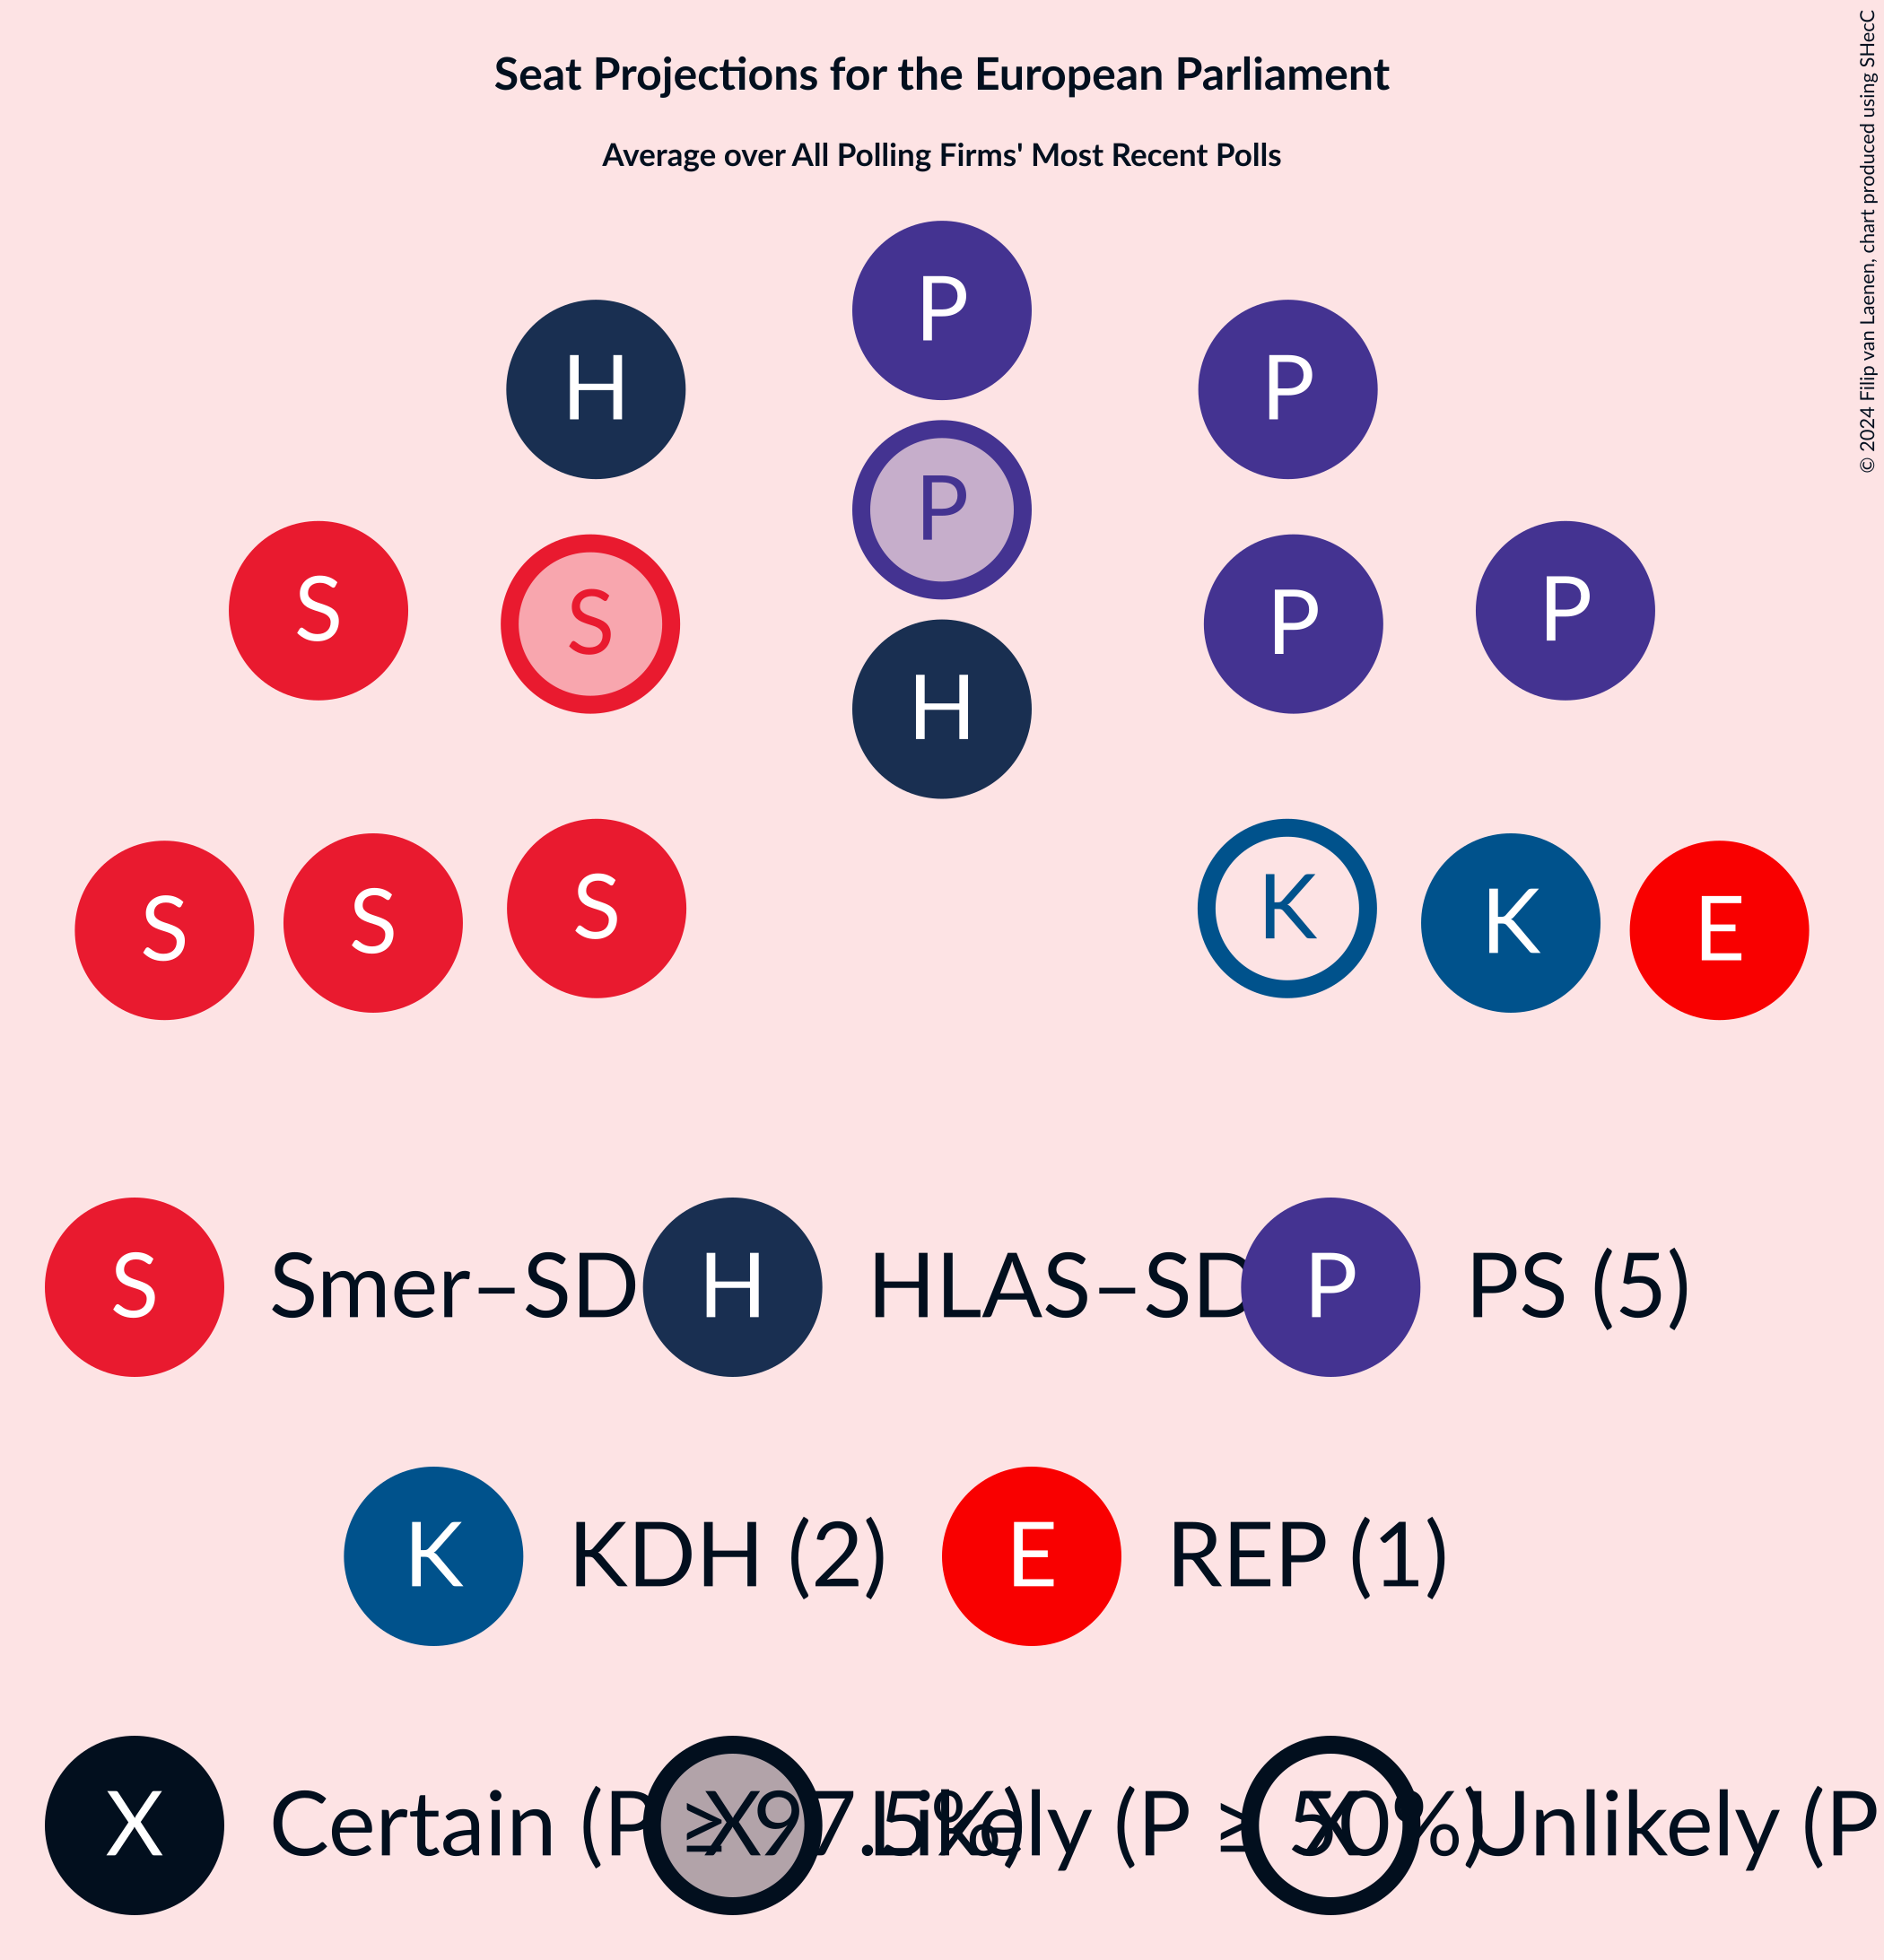 Seat Projections for the European Parliament
Average over All Polling Firms' Most Recent Polls
© 2024 Filip van Laenen, chart produced using SHecC
P
H P P
P
S S P P
H
S S S K K E
S Smer–SD H HLAS–SD P PS (5)
K KDH (2) E REP (1)
X Certain (P ≥ 97.5%) X Likely (P ≥ 50%) X Unlikely (P